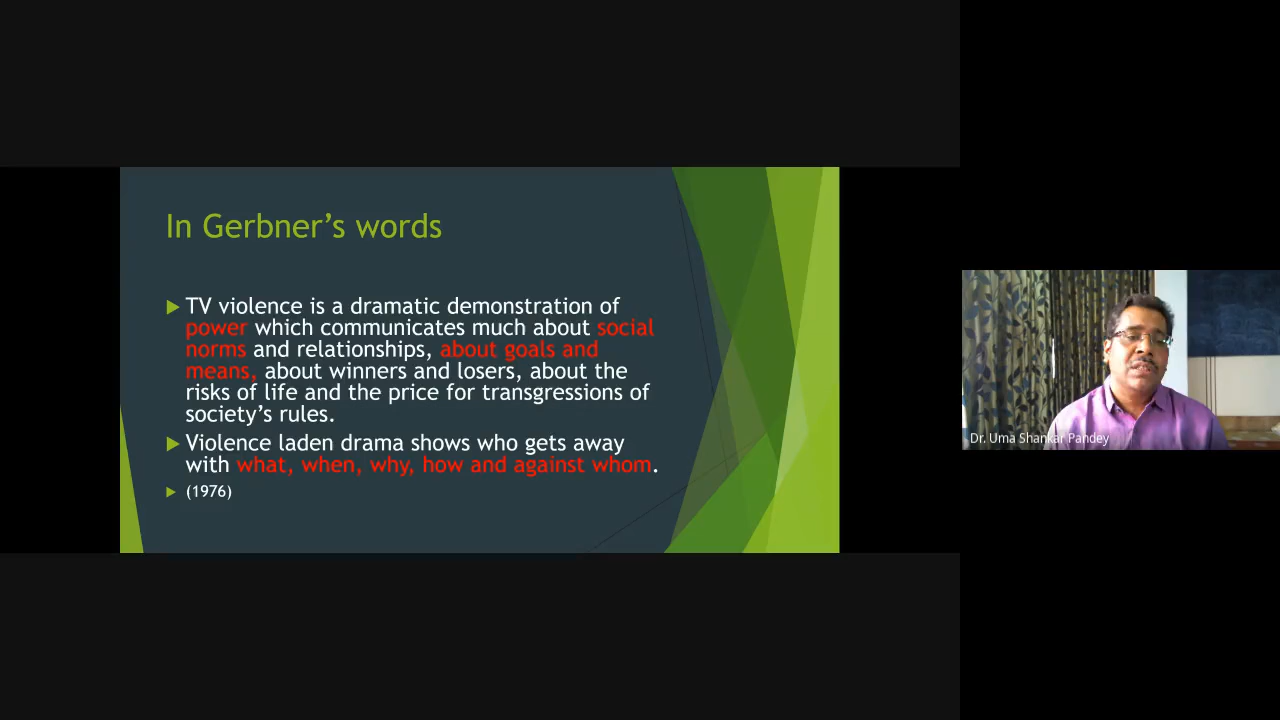 In Gerbner’s words
TV violence is a dramatic demonstration of
power which communicates much about social
norms and relationships, about goals and
means, about winners and losers, about the
risks of life and the price for transgressions of
society’s rules.
Violence laden drama shows who gets away
with what, when, why, how and against whom.
(1976)
Dr. Uma Shankar Pandey